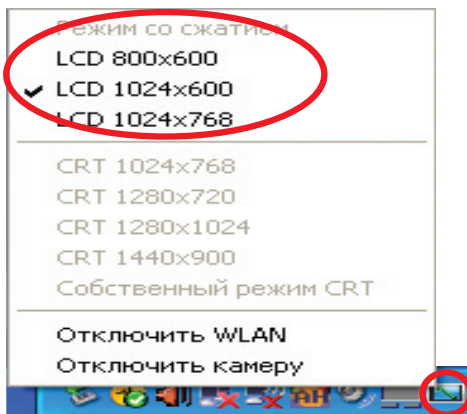 Режим со сжатием
LCD 800x600
LCD 1024x600
LCD 1024x768
CRT 1024x768
CRT 1280x720
CRT 1280x1024
CRT 1440x900
Собственный режим CRT
Отключить WLAN
Отключить камеру